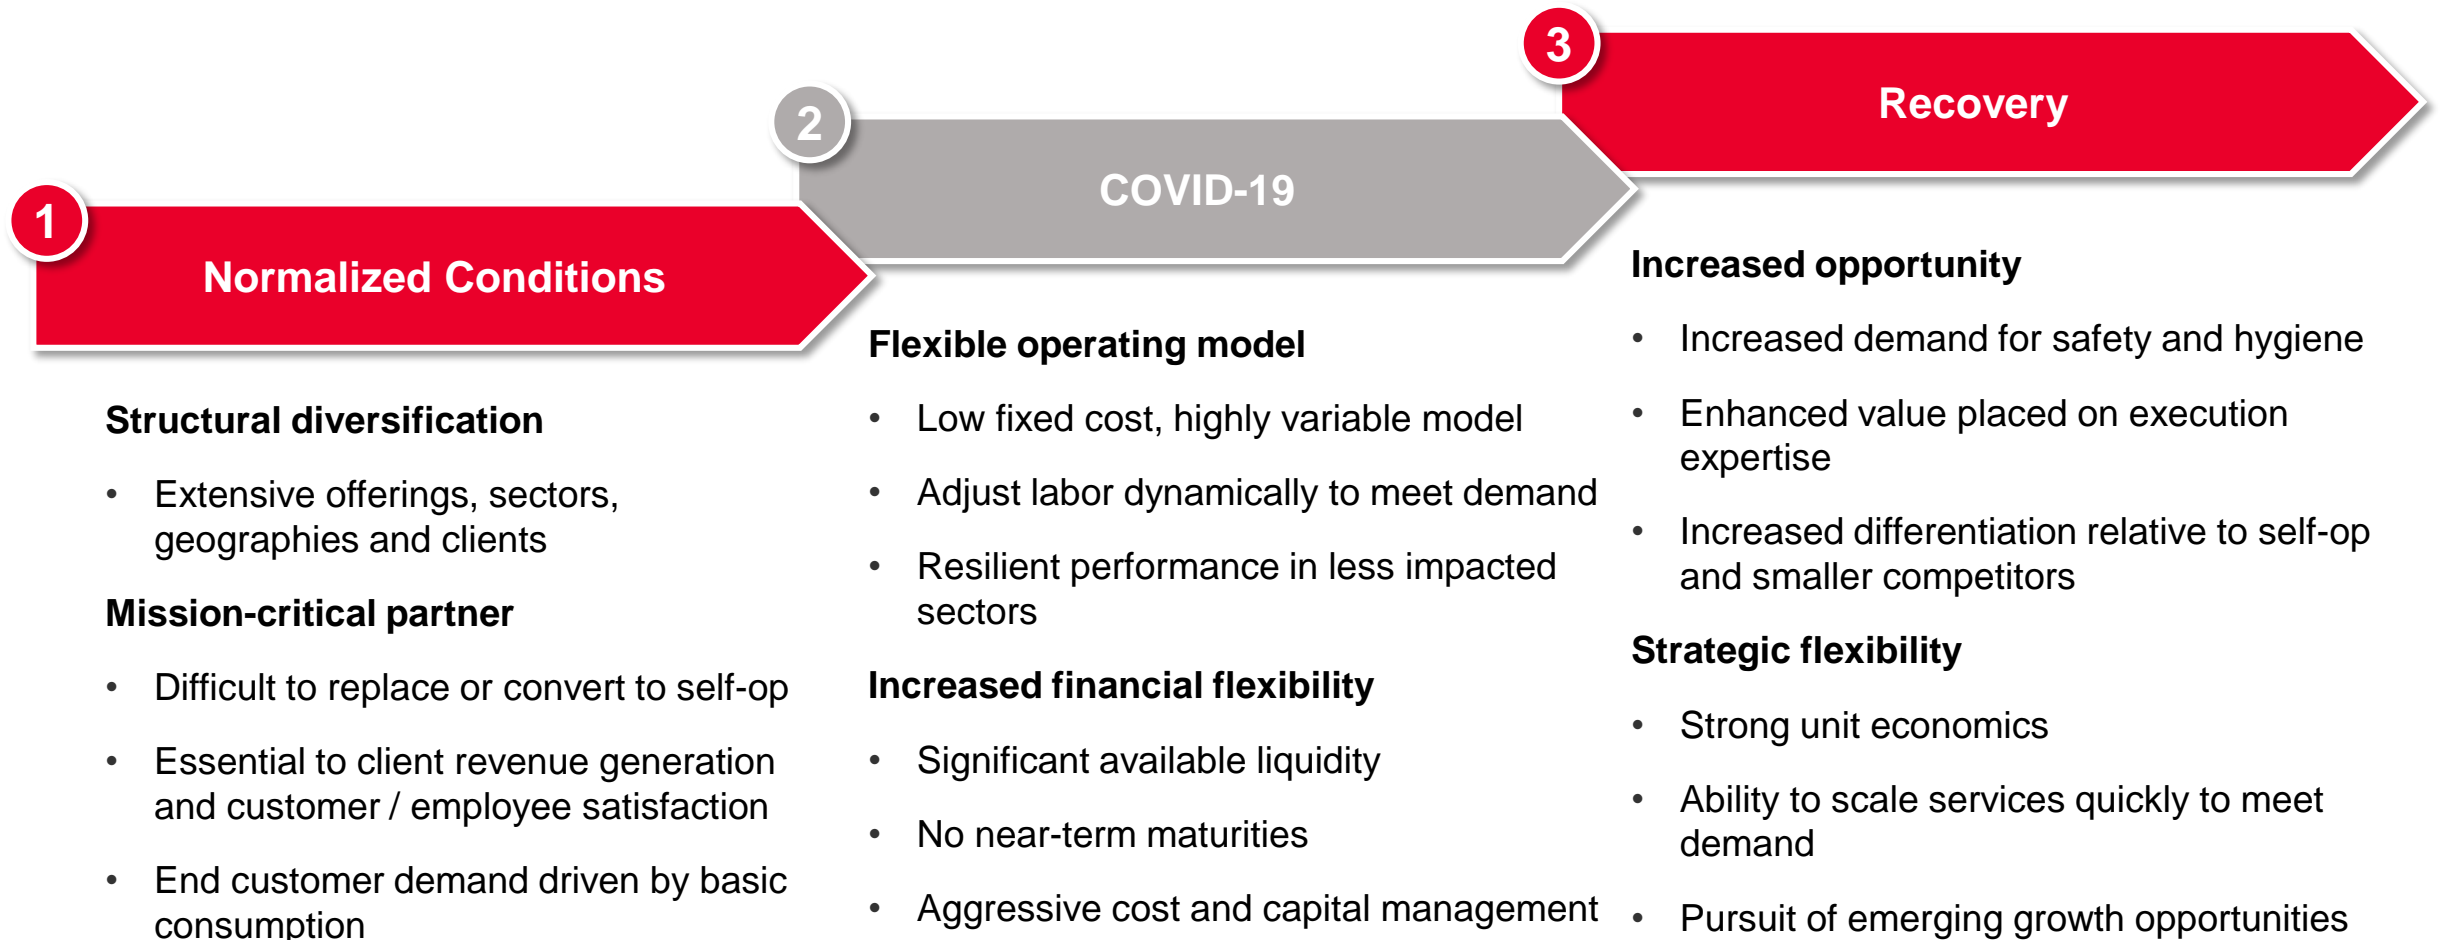 1
Normalized Conditions
Structural diversification
• Extensive offerings, sectors,
geographies and clients
Mission-critical partner
• Difficult to replace or convert to self-op
• Essential to client revenue generation
and customer / employee satisfaction
• End customer demand driven by basic
consumption
2
COVID-19
Flexible operating model
• Low fixed cost, highly variable model
• Adjust labor dynamically to meet demand
• Resilient performance in less impacted
sectors
Increased financial flexibility
• Significant available liquidity
• No near-term maturities
• Aggressive cost and capital management
3
Recovery
Increased opportunity
• Increased demand for safety and hygiene
• Enhanced value placed on execution
expertise
• Increased differentiation relative to self-op
and smaller competitors
Strategic flexibility
• Strong unit economics
• Ability to scale services quickly to meet
demand
• Pursuit of emerging growth opportunities